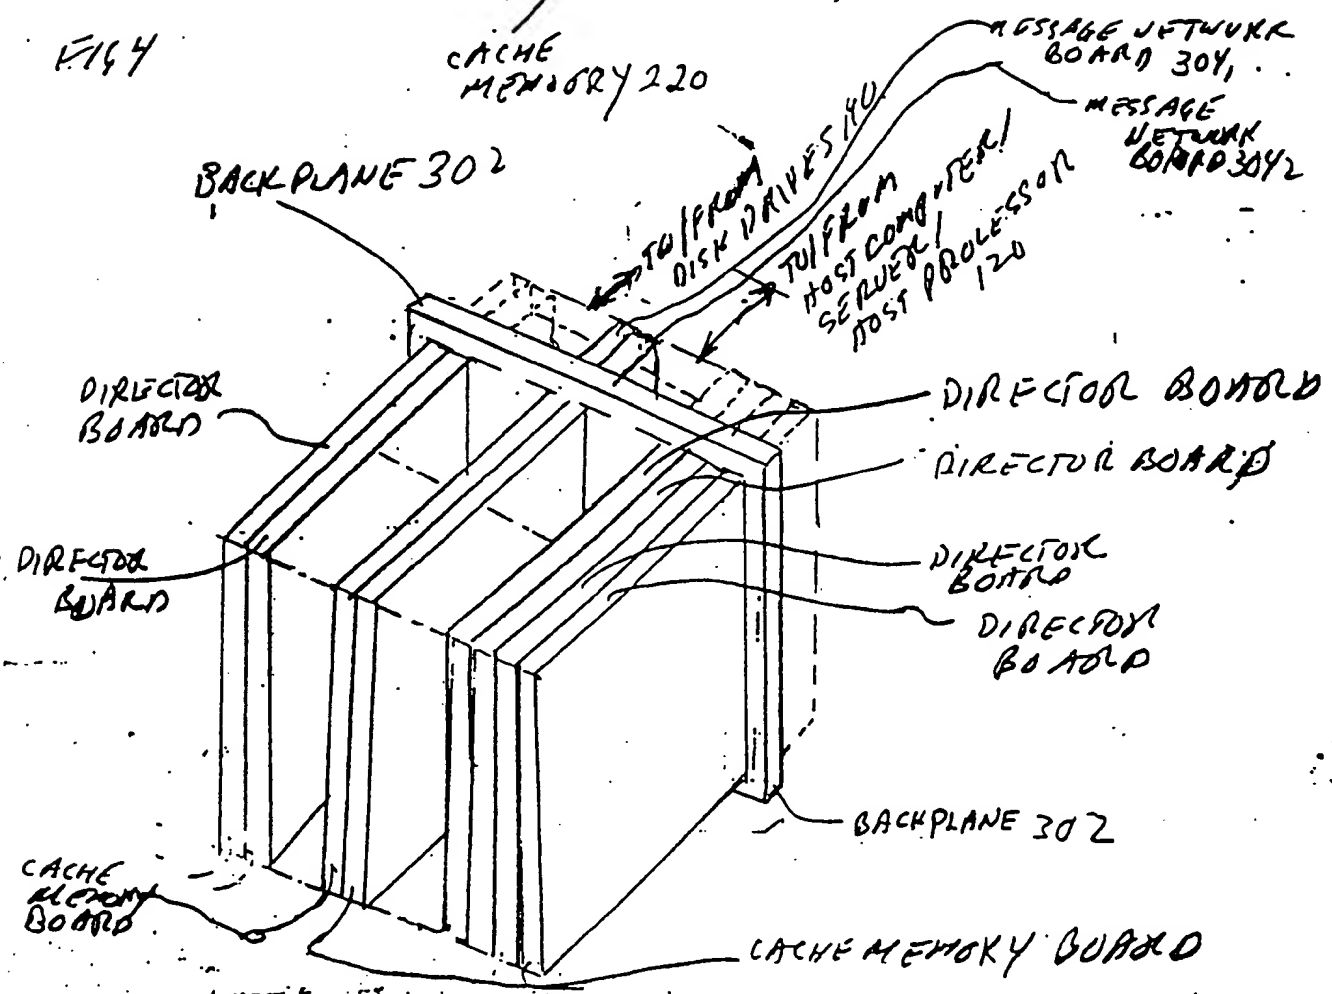 FIG 4
CACHE
MEMORY 220
MESSAGE NETWORK
BOARD 304,
MESSAGE
NETWORK
BOARD 304/2
BACKPLANE 302
TO/FROM
DISK DRIVES 140
TO/FROM
HOST COMPUTER/
SERVER/
HOST PROCESSOR
120
DIRECTOR
BOARD
DIRECTOR BOARD
DIRECTOR BOARD
DIRECTOR
BOARD
DIRECTOR
BOARD
DIRECTOR
BOARD
BACKPLANE 302
CACHE
MEMORY
BOARD
CACHE MEMORY BOARD